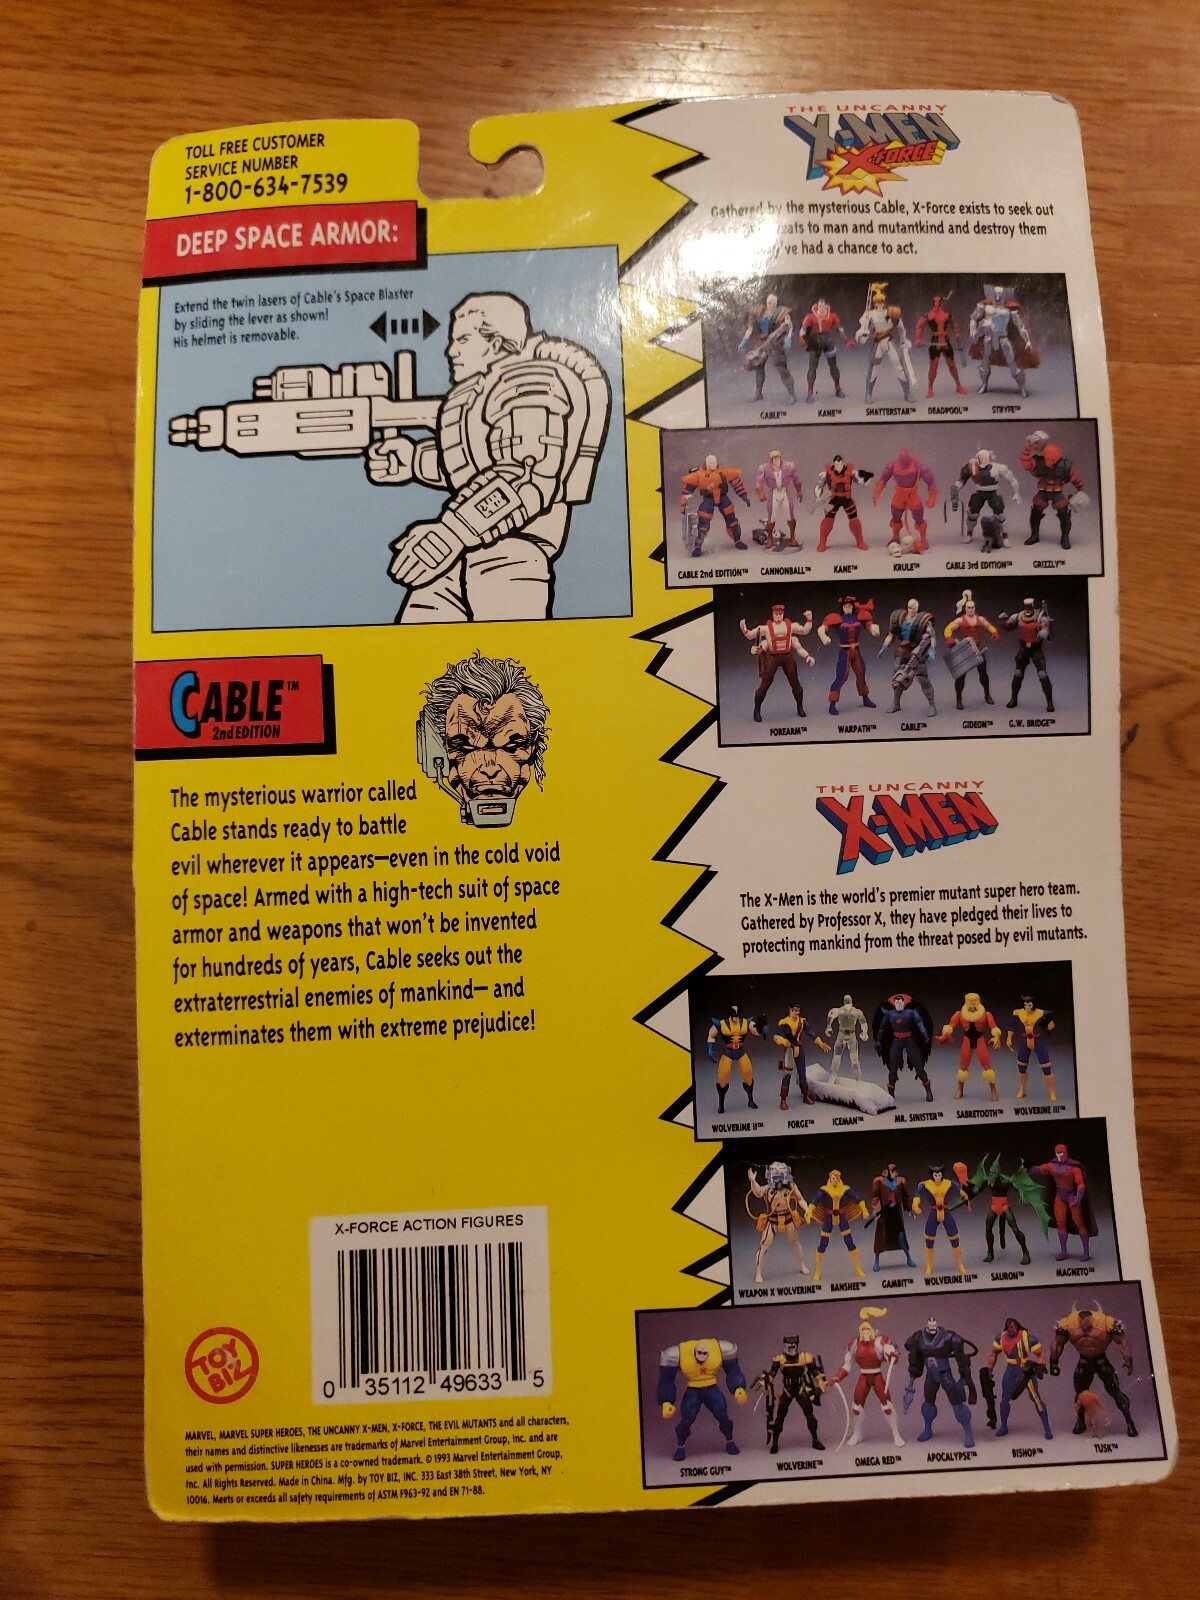 TOLL FREE CUSTOMER
SERVICE NUMBER
1-800-634-7539
DEEP SPACE ARMOR:
Extend the twin lasers of Cable's Space Blaster
by sliding the lever as shown!
His helmet is removable.
CABLE™
2nd EDITION
The mysterious warrior called
Cable stands ready to battle
evil wherever it appears—even in the cold void
of space! Armed with a high-tech suit of space
armor and weapons that won't be invented
for hundreds of years, Cable seeks out the
extraterrestrial enemies of mankind— and
exterminates them with extreme prejudice!
X-FORCE ACTION FIGURES
0 35112 49633 5
TOY
BIZ
MARVEL, MARVEL SUPER HEROES, THE UNCANNY X-MEN, X-FORCE, THE EVIL MUTANTS and all characters,
their names and distinctive likenesses are trademarks of Marvel Entertainment Group, Inc. and are
used with permission. SUPER HEROES is a co-owned trademark. © 1993 Marvel Entertainment Group,
Inc. All Rights Reserved. Made in China. Mfg. by TOY BIZ, INC. 333 East 38th Street, New York, NY
10016. Meets or exceeds all safety requirements of ASTM F963-92 and EN 71-88.
THE UNCANNY
X-MEN
X-FORCE
Gathered by the mysterious Cable, X-Force exists to seek out
to man and mutantkind and destroy them
had a chance to act.
CABLE™ KANE™ SHATTERSTAR™ DEADPOOL™ STRYFE™
CABLE 2nd EDITION™ CANNONBALL™ KANE™ KRULE™ CABLE 3rd EDITION™ GRIZZLY™
FOREARM™ WARPATH™ CABLE™ GIDEON™ G.W. BRIDGE™
THE UNCANNY
X-MEN
The X-Men is the world's premier mutant super hero team.
Gathered by Professor X, they have pledged their lives to
protecting mankind from the threat posed by evil mutants.
WOLVERINE II™ FORGE™ ICEMAN™ MR. SINISTER™ SABRETOOTH™ WOLVERINE III™
WEAPON X WOLVERINE™ BANSHEE™ GAMBIT™ WOLVERINE III™ SAURON™ MAGNETO™
STRONG GUY™ WOLVERINE™ OMEGA RED™ APOCALYPSE™ BISHOP™ TUSK™